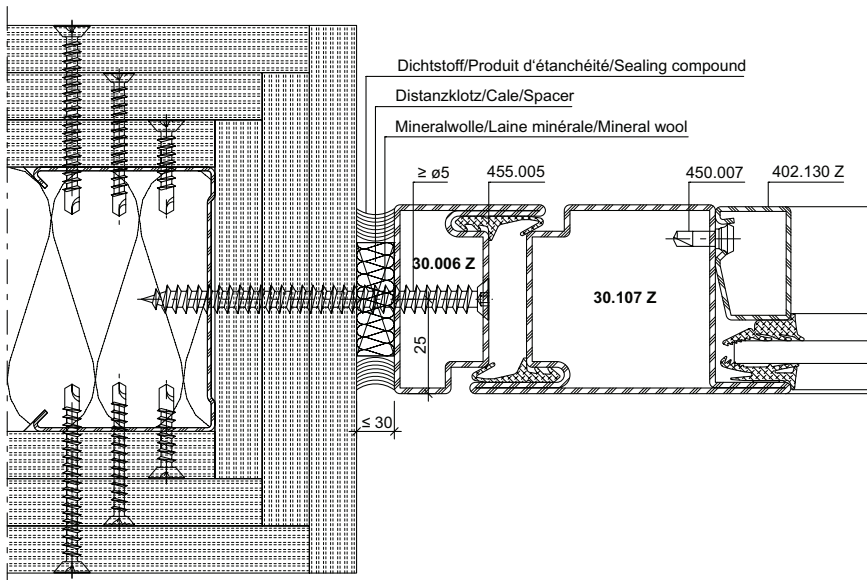 Dichtstoff/Produit d‘étanchéité/Sealing compound
Distanzklotz/Cale/Spacer
Mineralwolle/Laine minérale/Mineral wool
≥ ø5 455.005 450.007 402.130 Z
30.006 Z
30.107 Z
25
≤ 30